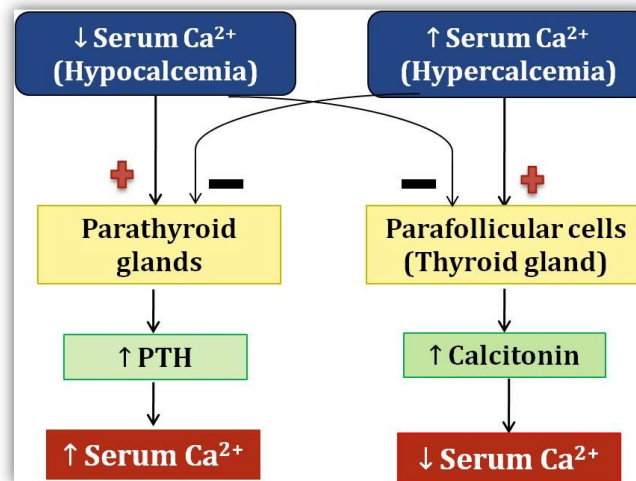 ↓ Serum Ca²⁺
(Hypocalcemia)
↑ Serum Ca²⁺
(Hypercalcemia)
Parathyroid
glands
Parafollicular cells
(Thyroid gland)
↑ PTH
↑ Calcitonin
↑ Serum Ca²⁺
↓ Serum Ca²⁺